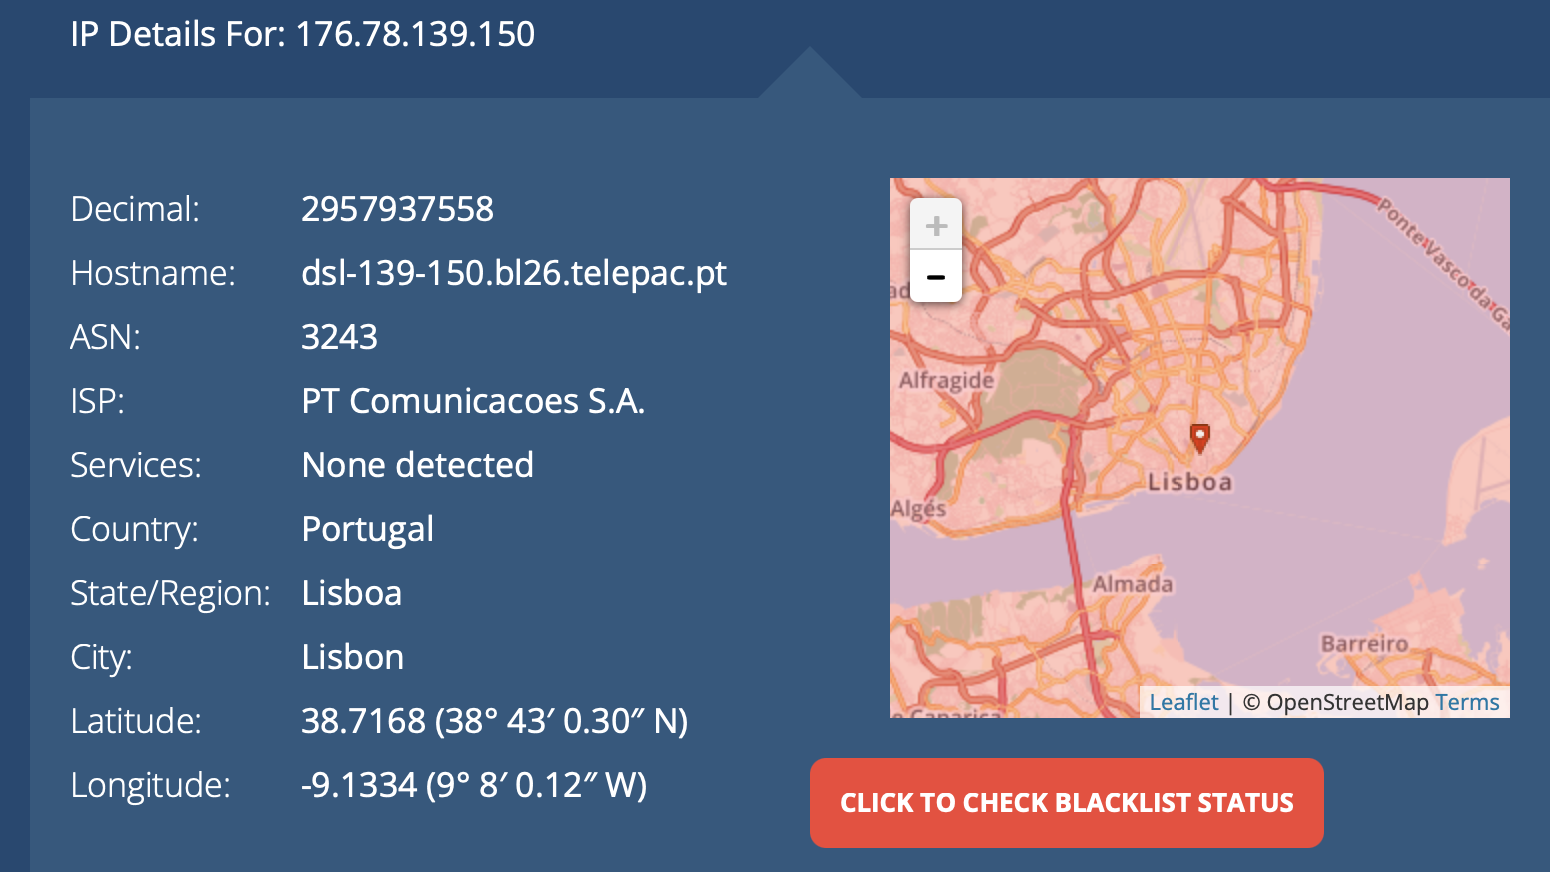 IP Details For: 176.78.139.150
Decimal: 2957937558
Hostname: dsl-139-150.bl26.telepac.pt
ASN: 3243
ISP: PT Comunicacoes S.A.
Services: None detected
Country: Portugal
State/Region: Lisboa
City: Lisbon
Latitude: 38.7168 (38° 43′ 0.30″ N)
Longitude: -9.1334 (9° 8′ 0.12″ W)
+
-
Ponte Vasco da Ga
Alfragide
Lisboa
Algés
Almada
Barreiro
e Caparica
Leaflet | © OpenStreetMap Terms
CLICK TO CHECK BLACKLIST STATUS